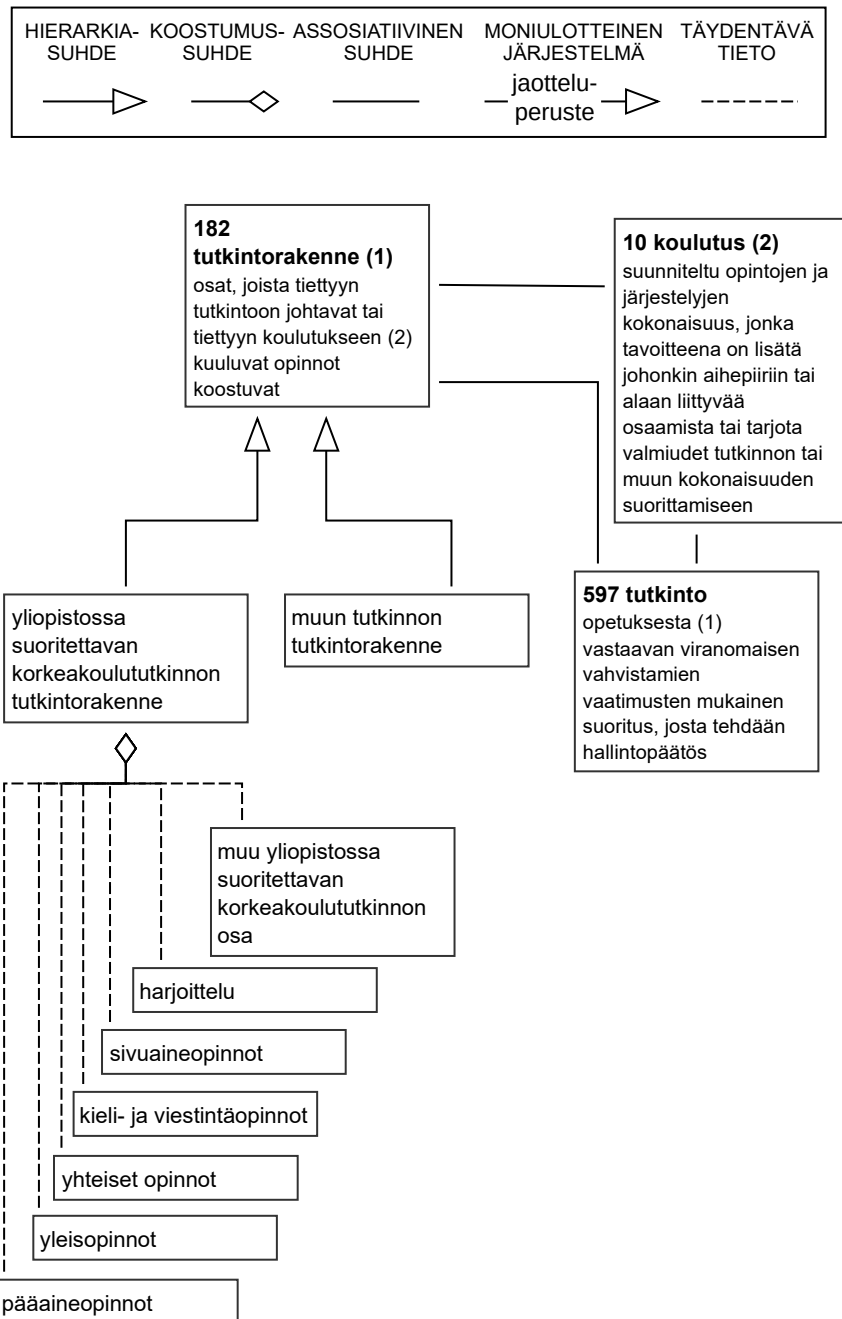 HIERARKIA-
SUHDE
KOOSTUMUS-
SUHDE
ASSOSIATIIVINEN
SUHDE
MONIULOTTEINEN
JÄRJESTELMÄ
jaottelu-
peruste
TÄYDENTÄVÄ
TIETO
182
tutkintorakenne (1)
osat, joista tiettyyn
tutkintoon johtavat tai
tiettyyn koulutukseen (2)
kuuluvat opinnot
koostuvat
10 koulutus (2)
suunniteltu opintojen ja
järjestelyjen
kokonaisuus, jonka
tavoitteena on lisätä
johonkin aihepiiriin tai
alaan liittyvää
osaamista tai tarjota
valmiudet tutkinnon tai
muun kokonaisuuden
suorittamiseen
yliopistossa
suoritettavan
korkeakoulututkinnon
tutkintorakenne
muun tutkinnon
tutkintorakenne
597 tutkinto
opetuksesta (1)
vastaavan viranomaisen
vahvistamien
vaatimusten mukainen
suoritus, josta tehdään
hallintopäätös
muu yliopistossa
suoritettavan
korkeakoulututkinnon
osa
harjoittelu
sivuaineopinnot
kieli- ja viestintäopinnot
yhteiset opinnot
yleisopinnot
pääaineopinnot